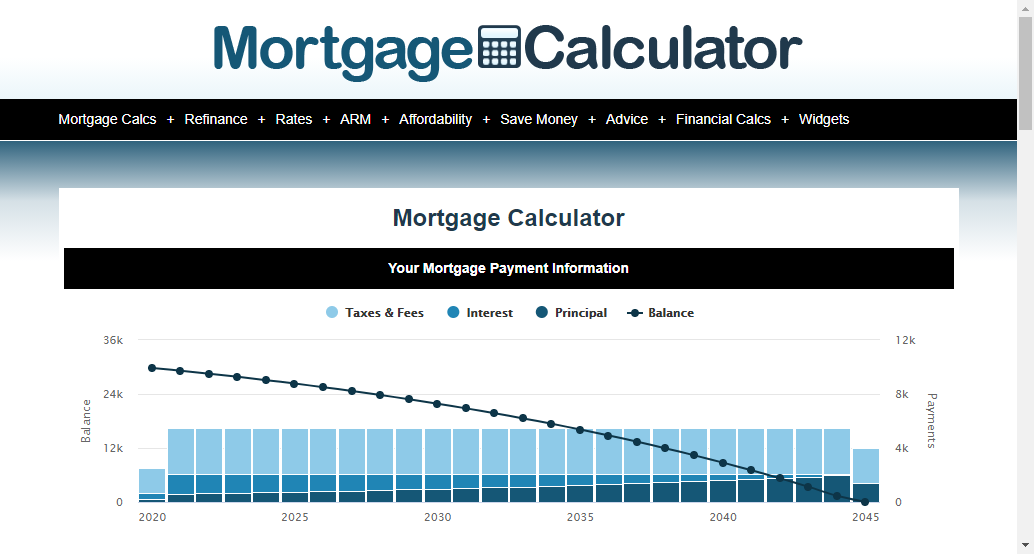 Mortgage Calculator
Mortgage Calcs + Refinance + Rates + ARM + Affordability + Save Money + Advice + Financial Calcs + Widgets
Mortgage Calculator
Your Mortgage Payment Information
Taxes & Fees Interest Principal Balance
36k 12k
24k 8k
Balance Payments
12k 4k
0 0
2020 2025 2030 2035 2040 2045